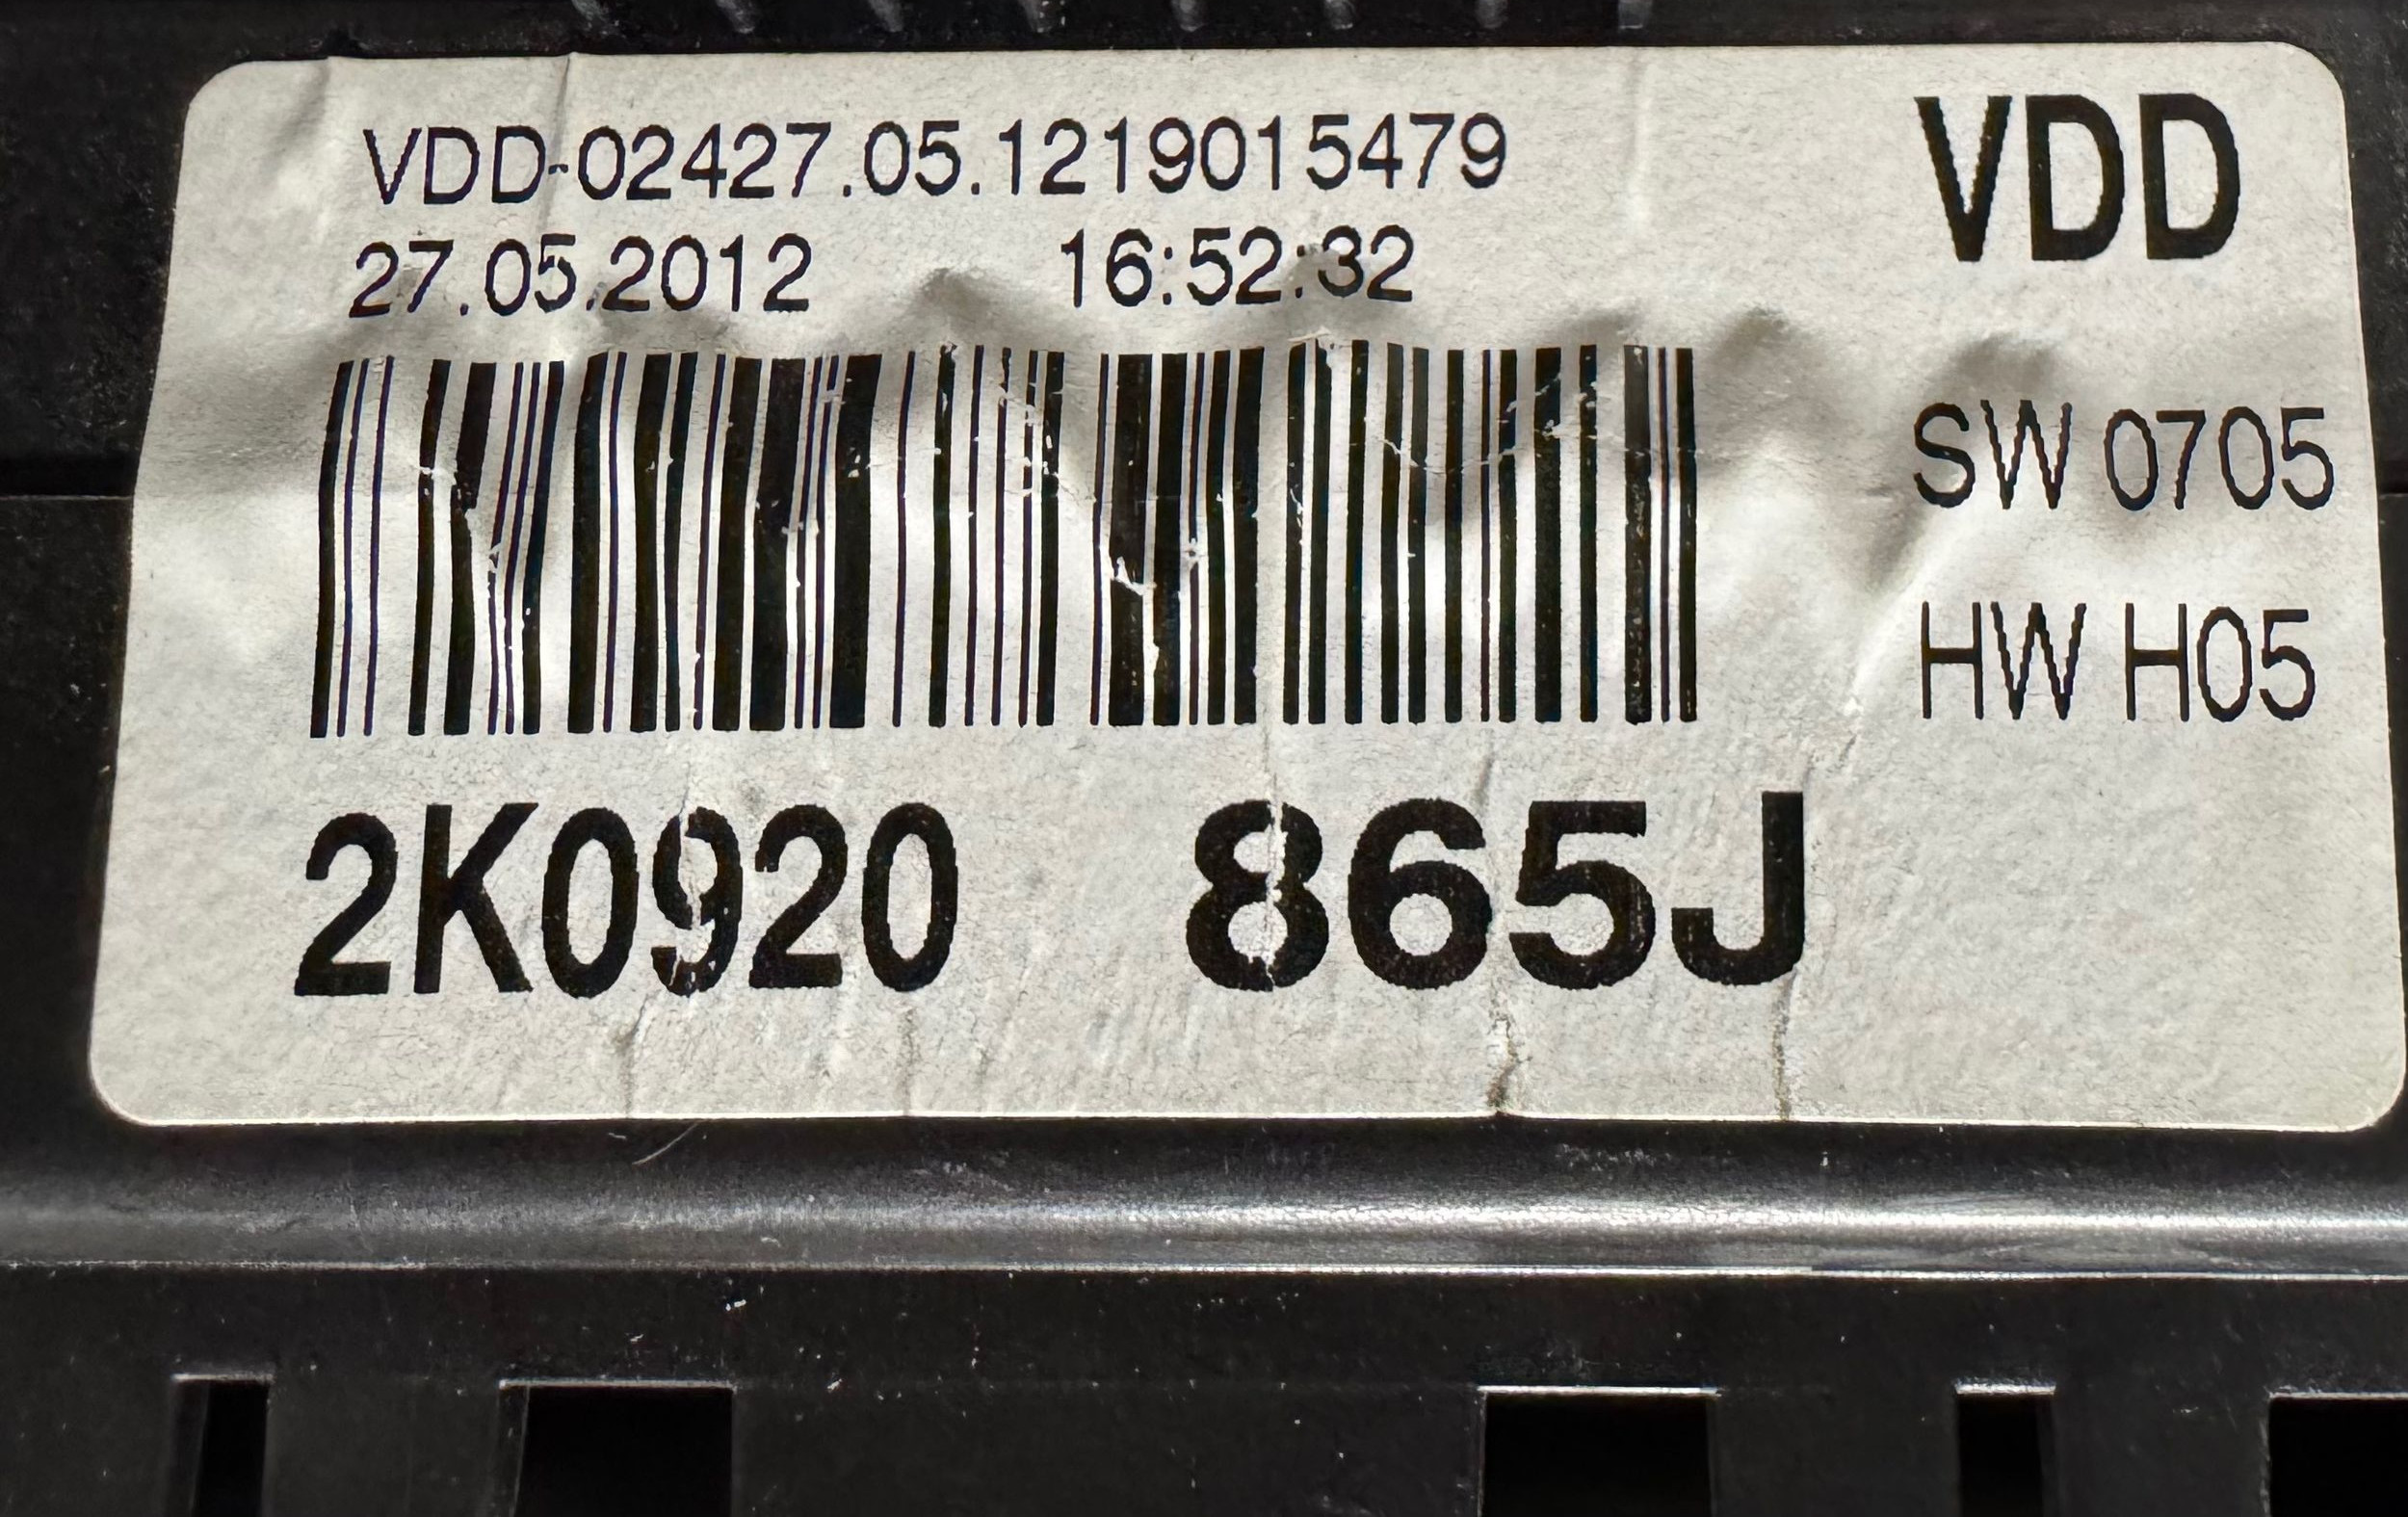 VDD-02427.05.1219015479
VDD
27.05.2012 16:52:32
SW 0705
HW H05
2K0920 865J